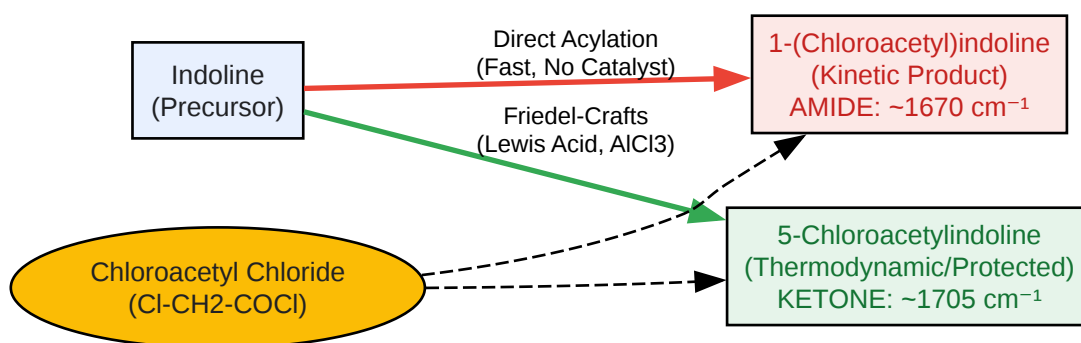 Indoline
(Precursor)
Direct Acylation
(Fast, No Catalyst)
1-(Chloroacetyl)indoline
(Kinetic Product)
AMIDE: ~1670 cm⁻¹
Friedel-Crafts
(Lewis Acid, AlCl3)
Chloroacetyl Chloride
(Cl-CH2-COCl)
5-Chloroacetylindoline
(Thermodynamic/Protected)
KETONE: ~1705 cm⁻¹